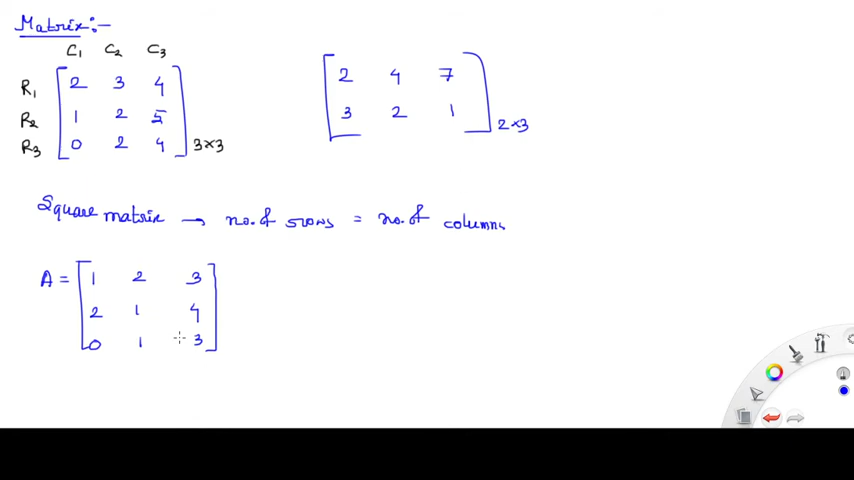 Matrix:-
C1 C2 C3
R1 2 3 4
R2 1 2 5
R3 0 2 4 3×3
2 4 7
3 2 1 2×3
Square matrix → no. of rows = no. of columns
A = 1 2 3
2 1 4
0 1 3